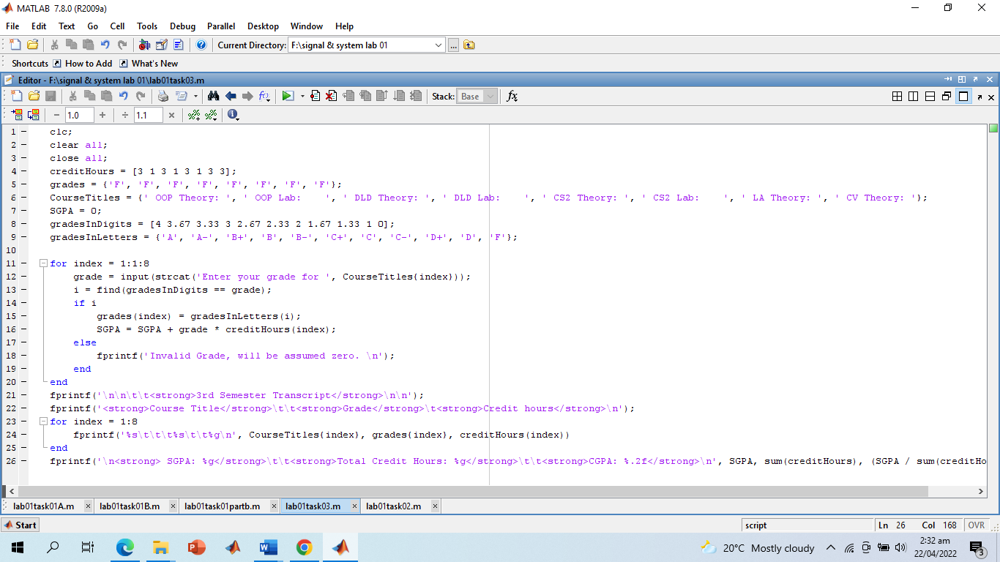 MATLAB 7.8.0 (R2009a)
File Edit Text Go Cell Tools Debug Parallel Desktop Window Help
Current Directory: F:\signal & system lab 01 ...
Shortcuts How to Add What's New
Editor - F:\signal & system lab 01\lab01task03.m
Stack: Base fx
− 1.0 + ÷ 1.1 ×
1 clc;
2 clear all;
3 close all;
4 creditHours = [3 1 3 1 3 1 3 3];
5 grades = {'F', 'F', 'F', 'F', 'F', 'F', 'F', 'F'};
6 CourseTitles = {' OOP Theory: ', ' OOP Lab:    ', ' DLD Theory: ', ' DLD Lab:    ', ' CS2 Theory: ', ' CS2 Lab:    ', ' LA Theory: ', ' CV Theory: '};
7 SGPA = 0;
8 gradesInDigits = [4 3.67 3.33 3 2.67 2.33 2 1.67 1.33 1 0];
9 gradesInLetters = {'A', 'A-', 'B+', 'B', 'B-', 'C+', 'C', 'C-', 'D+', 'D', 'F'};
10
11 for index = 1:1:8
12 grade = input(strcat('Enter your grade for ', CourseTitles{index}));
13 i = find(gradesInDigits == grade);
14 if i
15 grades(index) = gradesInLetters(i);
16 SGPA = SGPA + grade * creditHours(index);
17 else
18 fprintf('Invalid Grade, will be assumed zero. \n');
19 end
20 end
21 fprintf('\n\n\t\t<strong>3rd Semester Transcript</strong>\n\n');
22 fprintf('<strong>Course Title</strong>\t\t<strong>Grade</strong>\t<strong>Credit hours</strong>\n');
23 for index = 1:8
24 fprintf('%s\t\t\t%s\t\t%g\n', CourseTitles{index}, grades{index}, creditHours(index))
25 end
26 fprintf('\n<strong> SGPA: %g</strong>\t\t<strong>Total Credit Hours: %g</strong>\t\t<strong>CGPA: %.2f</strong>\n', SGPA, sum(creditHours), (SGPA / sum(creditHo
lab01task01A.m × lab01task01B.m × lab01task01partb.m × lab01task03.m × lab01task02.m ×
Start script Ln 26 Col 168 OVR
20°C Mostly cloudy 2:32 am
22/04/2022 3